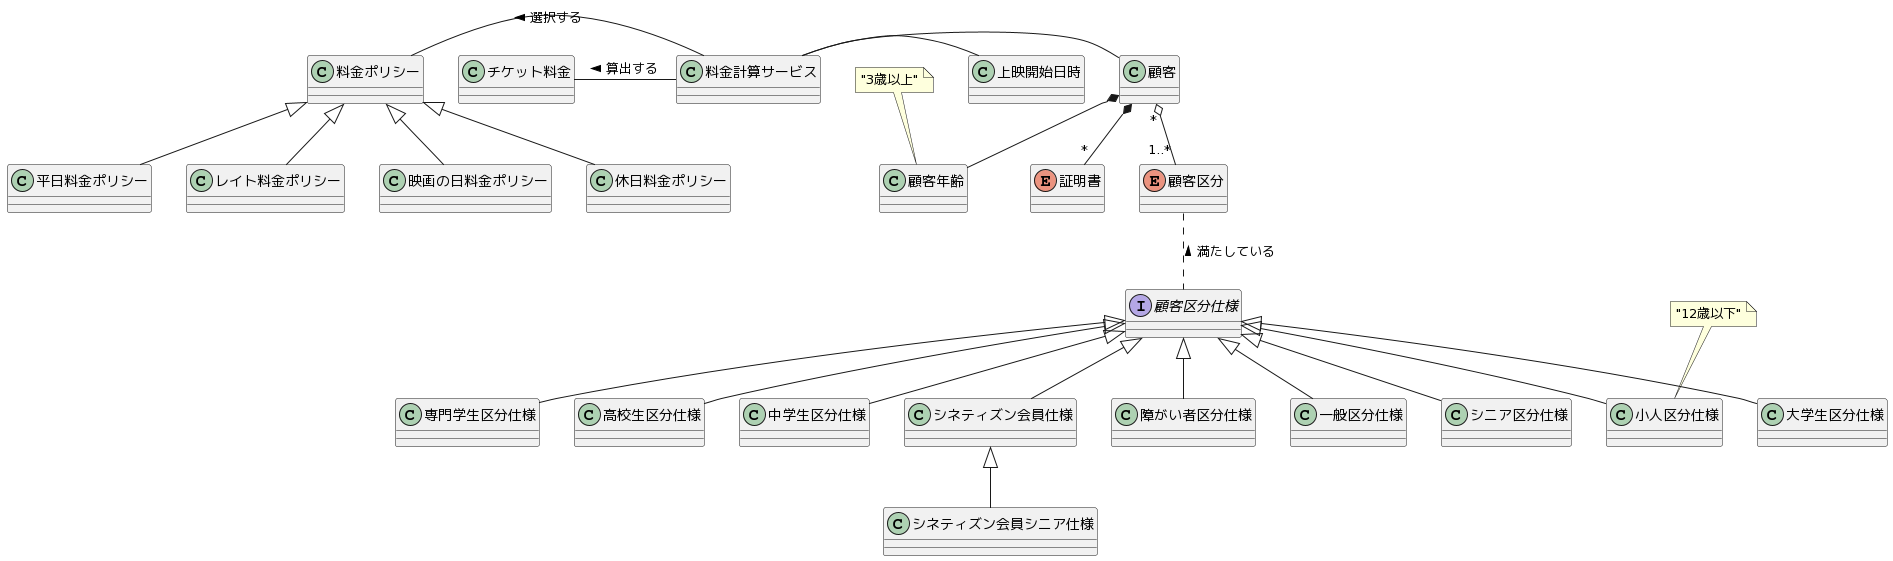 ◄ 選択する
C 料金ポリシー
C チケット料金
◄ 算出する
C 料金計算サービス
"3歳以上"
C 上映開始日時
C 顧客
*
*
1..*
C 平日料金ポリシー
C レイト料金ポリシー
C 映画の日料金ポリシー
C 休日料金ポリシー
C 顧客年齢
E 証明書
E 顧客区分
▲ 満たしている
I 顧客区分仕様
"12歳以下"
C 専門学生区分仕様
C 高校生区分仕様
C 中学生区分仕様
C シネティズン会員仕様
C 障がい者区分仕様
C 一般区分仕様
C シニア区分仕様
C 小人区分仕様
C 大学生区分仕様
C シネティズン会員シニア仕様